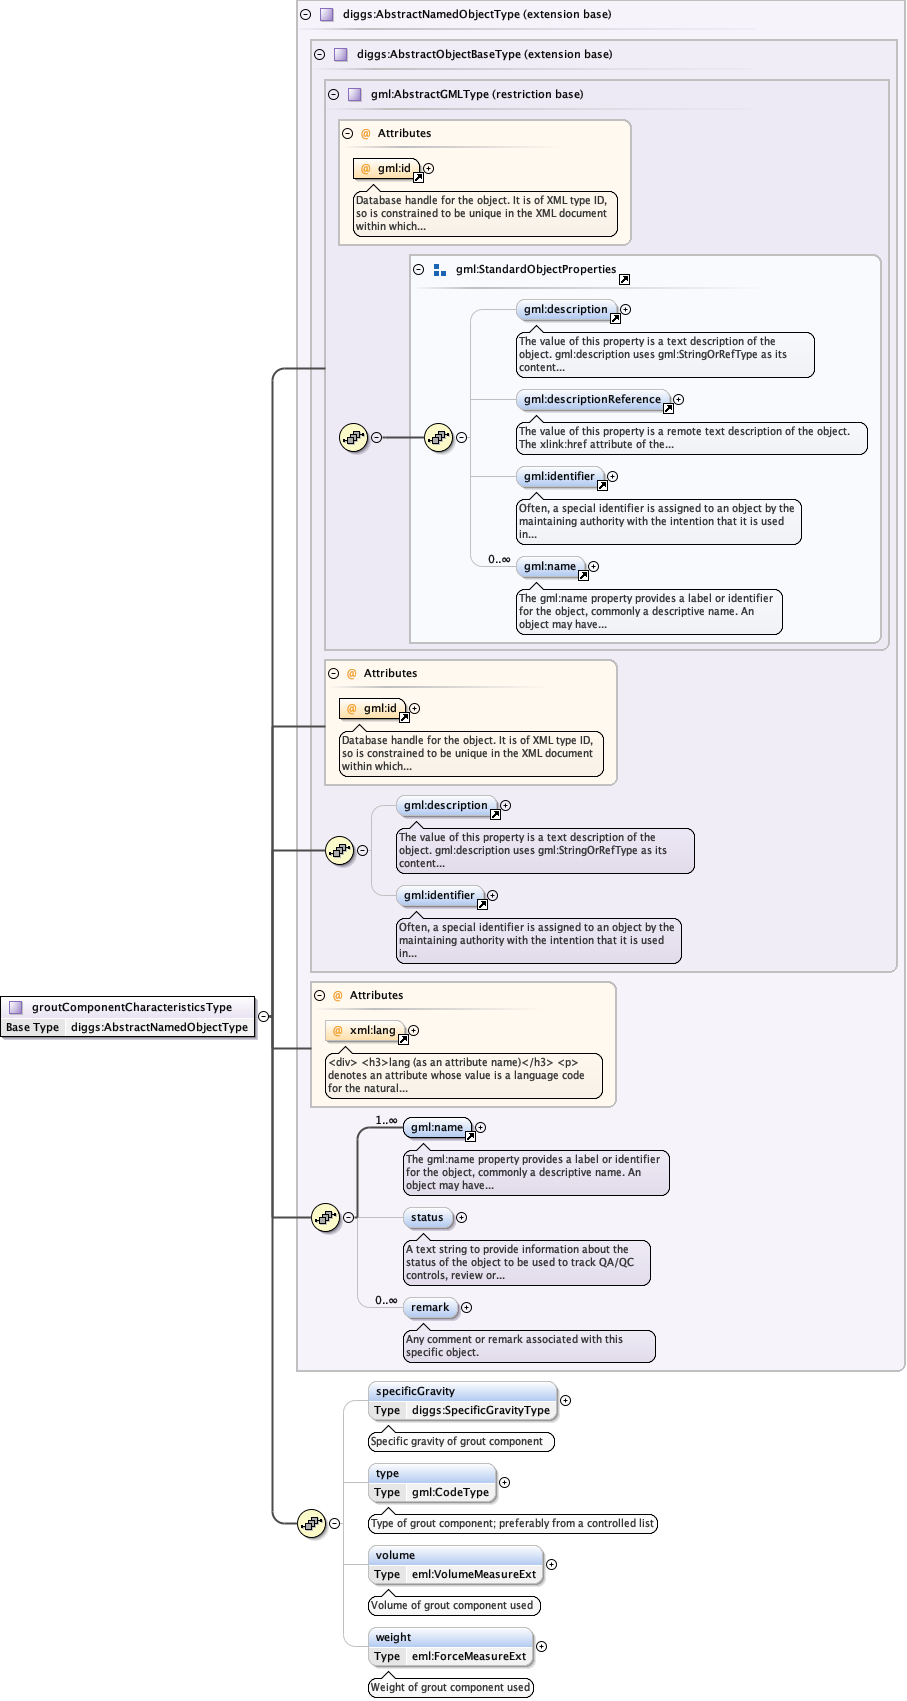 diggs:AbstractNamedObjectType (extension base)
diggs:AbstractObjectBaseType (extension base)
gml:AbstractGMLType (restriction base)
@ Attributes
@ gml:id
Database handle for the object. It is of XML type ID,
so is constrained to be unique in the XML document
within which...
gml:StandardObjectProperties
gml:description
The value of this property is a text description of the
object. gml:description uses gml:StringOrRefType as its
content...
gml:descriptionReference
The value of this property is a remote text description of the object.
The xlink:href attribute of the...
gml:identifier
Often, a special identifier is assigned to an object by the
maintaining authority with the intention that it is used
in...
0..∞
gml:name
The gml:name property provides a label or identifier
for the object, commonly a descriptive name. An
object may have...
@ Attributes
@ gml:id
Database handle for the object. It is of XML type ID,
so is constrained to be unique in the XML document
within which...
gml:description
The value of this property is a text description of the
object. gml:description uses gml:StringOrRefType as its
content...
gml:identifier
Often, a special identifier is assigned to an object by the
maintaining authority with the intention that it is used
in...
groutComponentCharacteristicsType
Base Type diggs:AbstractNamedObjectType
@ Attributes
@ xml:lang
<div> <h3>lang (as an attribute name)</h3> <p>
denotes an attribute whose value is a language code
for the natural...
1..∞
gml:name
The gml:name property provides a label or identifier
for the object, commonly a descriptive name. An
object may have...
status
A text string to provide information about the
status of the object to be used to track QA/QC
controls, review or...
0..∞
remark
Any comment or remark associated with this
specific object.
specificGravity
Type diggs:SpecificGravityType
Specific gravity of grout component
type
Type gml:CodeType
Type of grout component; preferably from a controlled list
volume
Type eml:VolumeMeasureExt
Volume of grout component used
weight
Type eml:ForceMeasureExt
Weight of grout component used